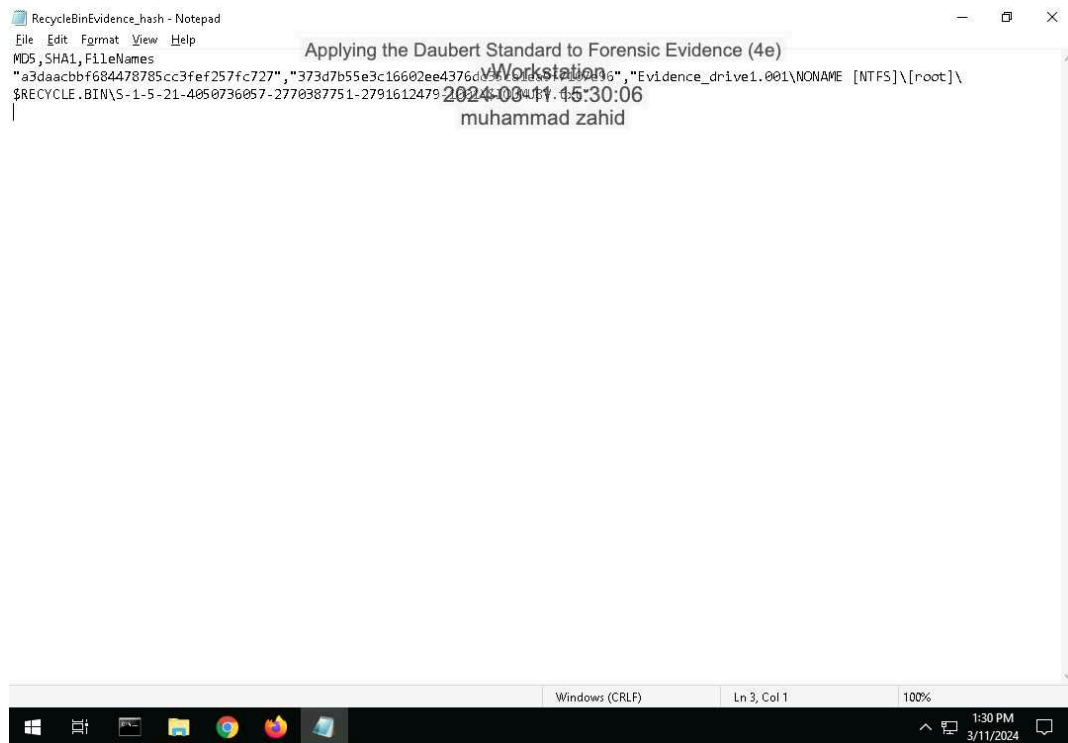 RecycleBinEvidence_hash - Notepad
File Edit Format View Help
Applying the Daubert Standard to Forensic Evidence (4e)
vWorkstation
2024-03-11 15:30:06
muhammad zahid
MD5,SHA1,FileNames
"a3daacbbf684478785cc3fef257fc727","373d7b55e3c16602ee4376 ","Evidence_drive1.001\NONAME [NTFS]\[root]\
$RECYCLE.BIN\S-1-5-21-4050736057-2770387751-2791612479
Windows (CRLF)
Ln 3, Col 1
100%
1:30 PM
3/11/2024